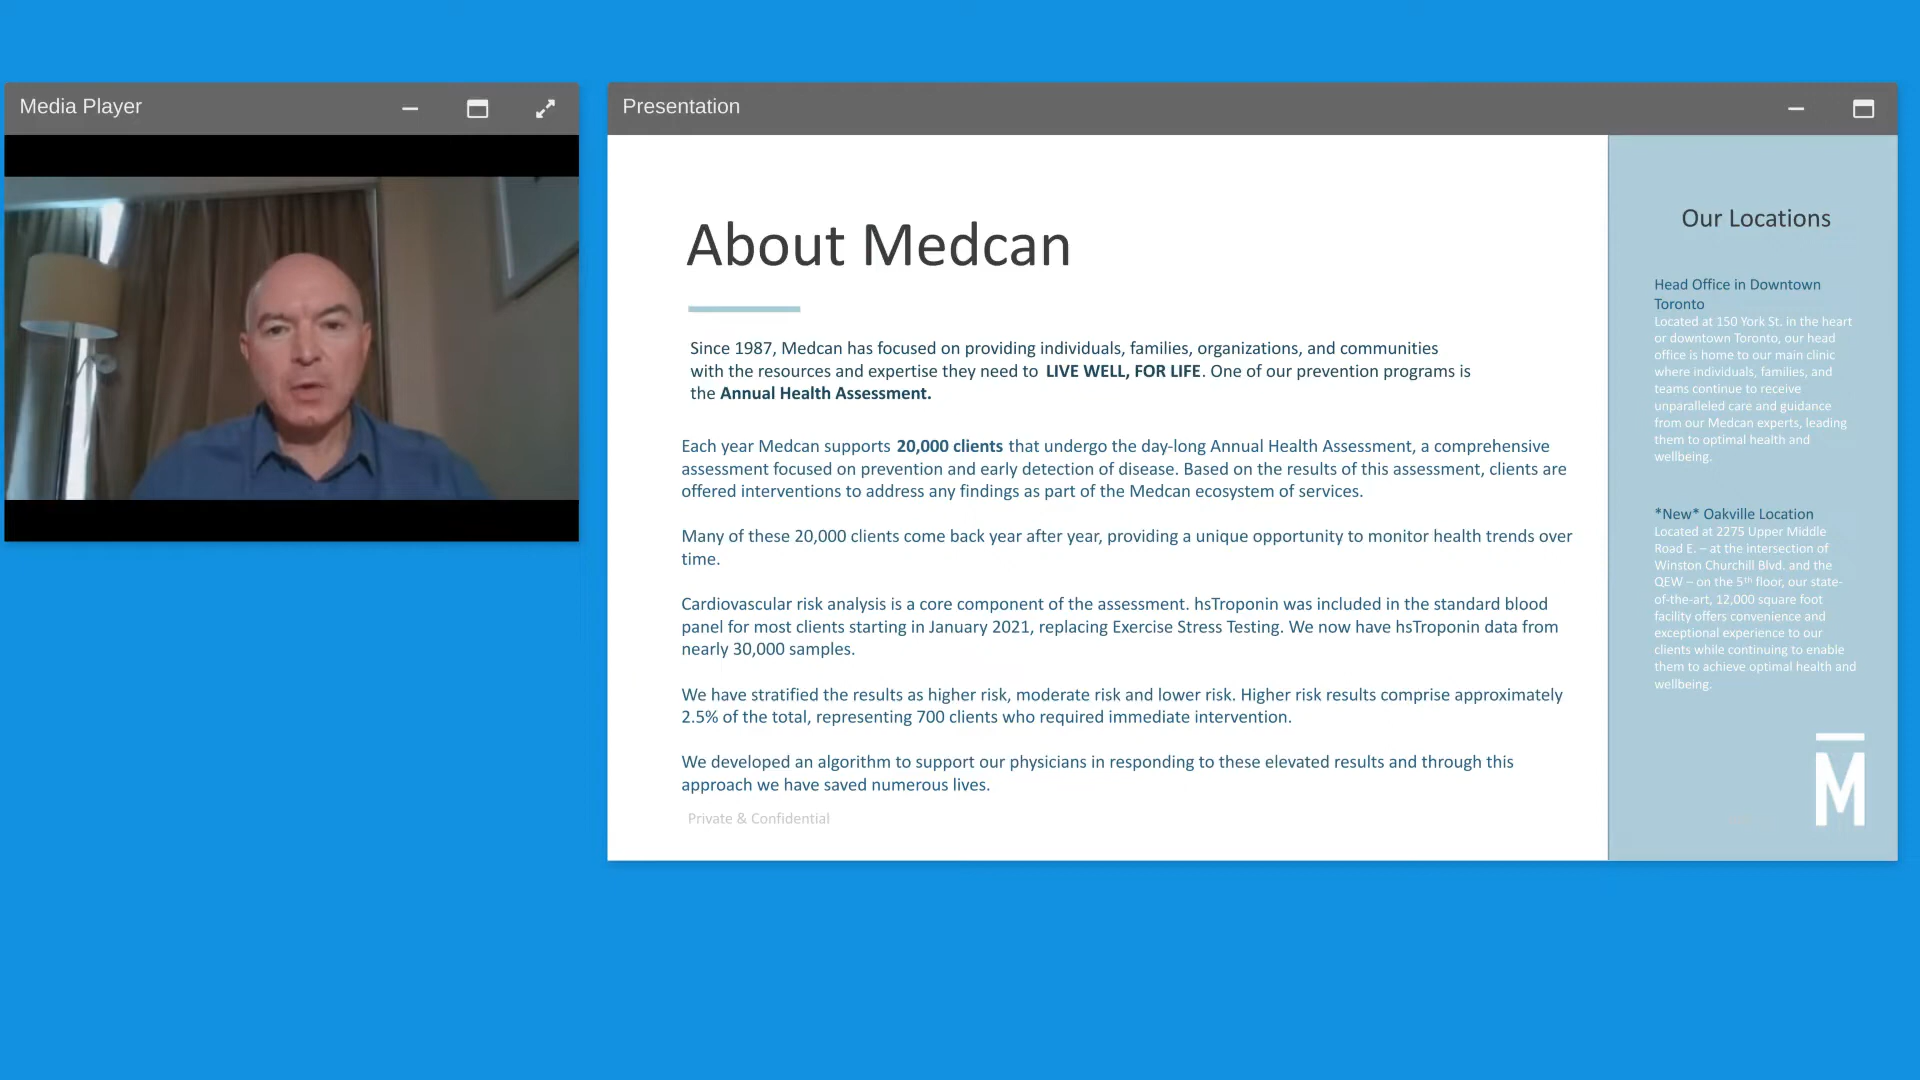 Media Player
Presentation
About Medcan
Since 1987, Medcan has focused on providing individuals, families, organizations, and communities
with the resources and expertise they need to LIVE WELL, FOR LIFE. One of our prevention programs is
the Annual Health Assessment.
Each year Medcan supports 20,000 clients that undergo the day-long Annual Health Assessment, a comprehensive
assessment focused on prevention and early detection of disease. Based on the results of this assessment, clients are
offered interventions to address any findings as part of the Medcan ecosystem of services.
Many of these 20,000 clients come back year after year, providing a unique opportunity to monitor health trends over
time.
Cardiovascular risk analysis is a core component of the assessment. hsTroponin was included in the standard blood
panel for most clients starting in January 2021, replacing Exercise Stress Testing. We now have hsTroponin data from
nearly 30,000 samples.
We have stratified the results as higher risk, moderate risk and lower risk. Higher risk results comprise approximately
2.5% of the total, representing 700 clients who required immediate intervention.
We developed an algorithm to support our physicians in responding to these elevated results and through this
approach we have saved numerous lives.
Private & Confidential
Our Locations
Head Office in Downtown
Toronto
Located at 150 York St. in the heart
or downtown Toronto, our head
office is home to our main clinic
where individuals, families, and
teams continue to receive
unparalleled care and guidance
from our Medcan experts, leading
them to optimal health and
wellbeing.
*New* Oakville Location
Located at 2275 Upper Middle
Road E. – at the intersection of
Winston Churchill Blvd. and the
QEW – on the 5th floor, our state-
of-the-art, 12,000 square foot
facility offers convenience and
exceptional experience to our
clients while continuing to enable
them to achieve optimal health and
wellbeing.
M